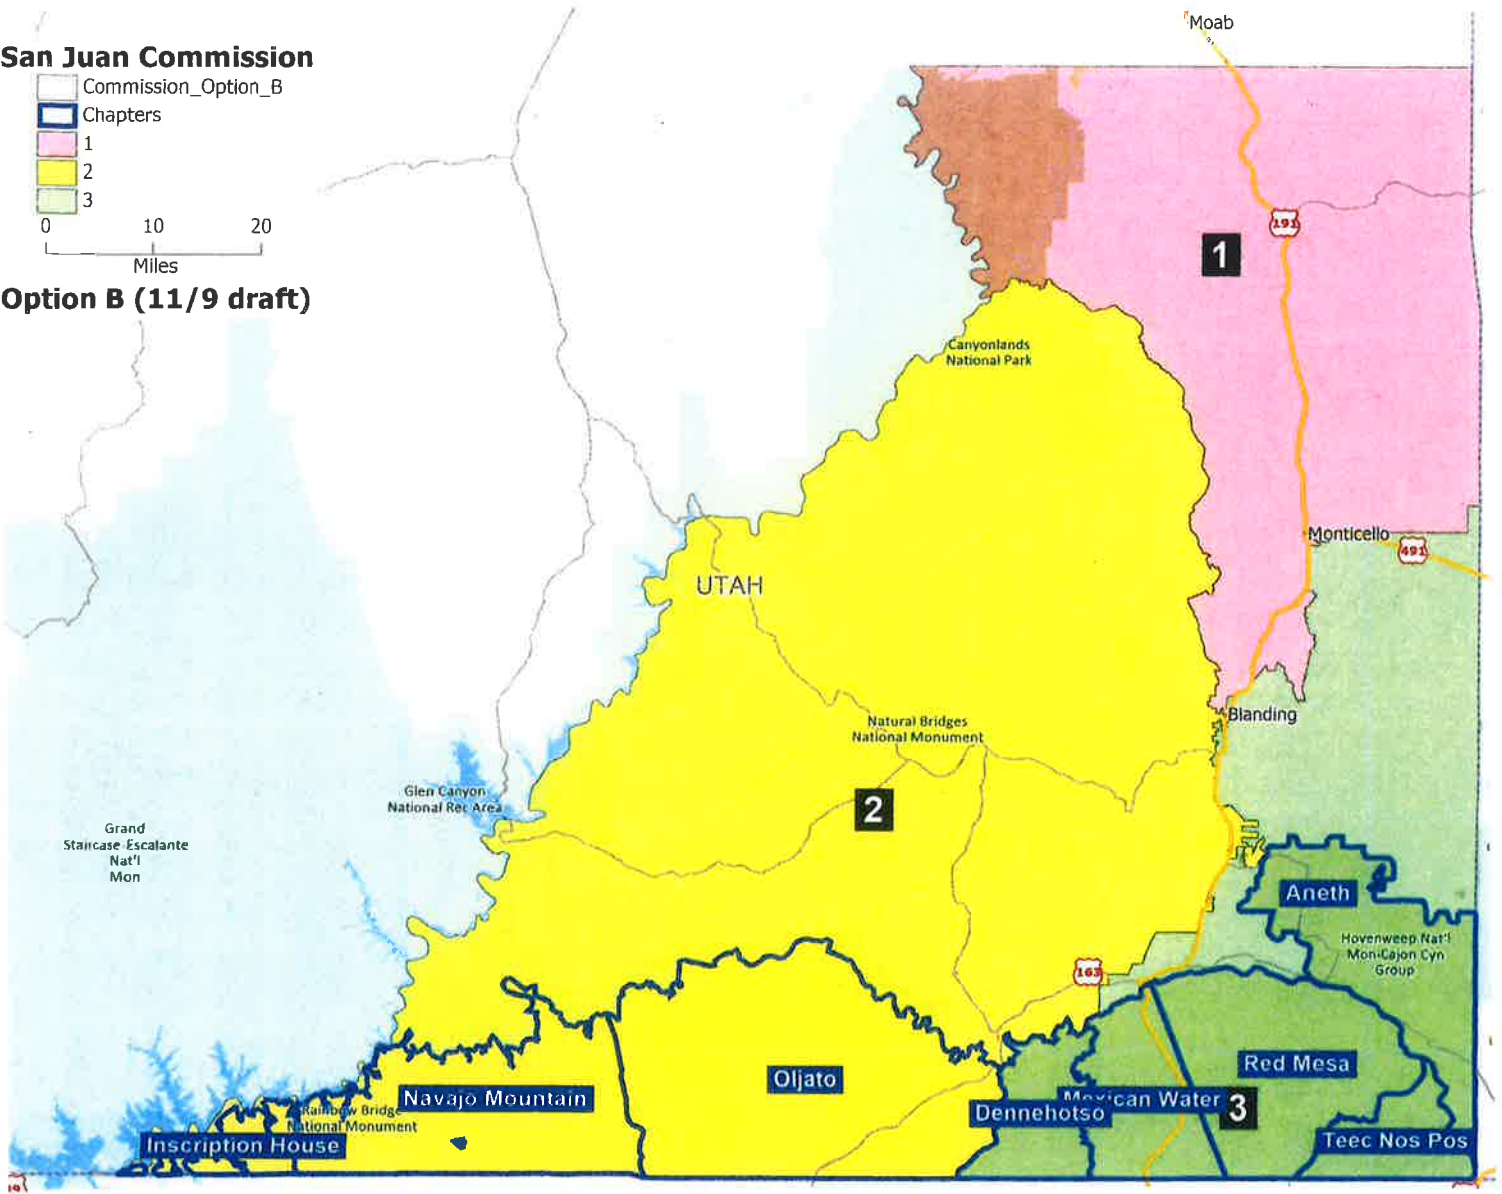 San Juan Commission
Commission_Option_B
Chapters
1
2
3
0 10 20
Miles
Option B (11/9 draft)
Moab
191
1
Canyonlands
National Park
Monticello
491
UTAH
Blanding
Natural Bridges
National Monument
Glen Canyon
National Rec Area
2
Grand
Staircase-Escalante
Nat'l
Mon
Aneth
Hovenweep Nat'l
Mon-Cajon Cyn
Group
163
Red Mesa
Oljato
Navajo Mountain
Mexican Water
3
Dennehotso
Rainbow Bridge
National Monument
Inscription House
Teec Nos Pos